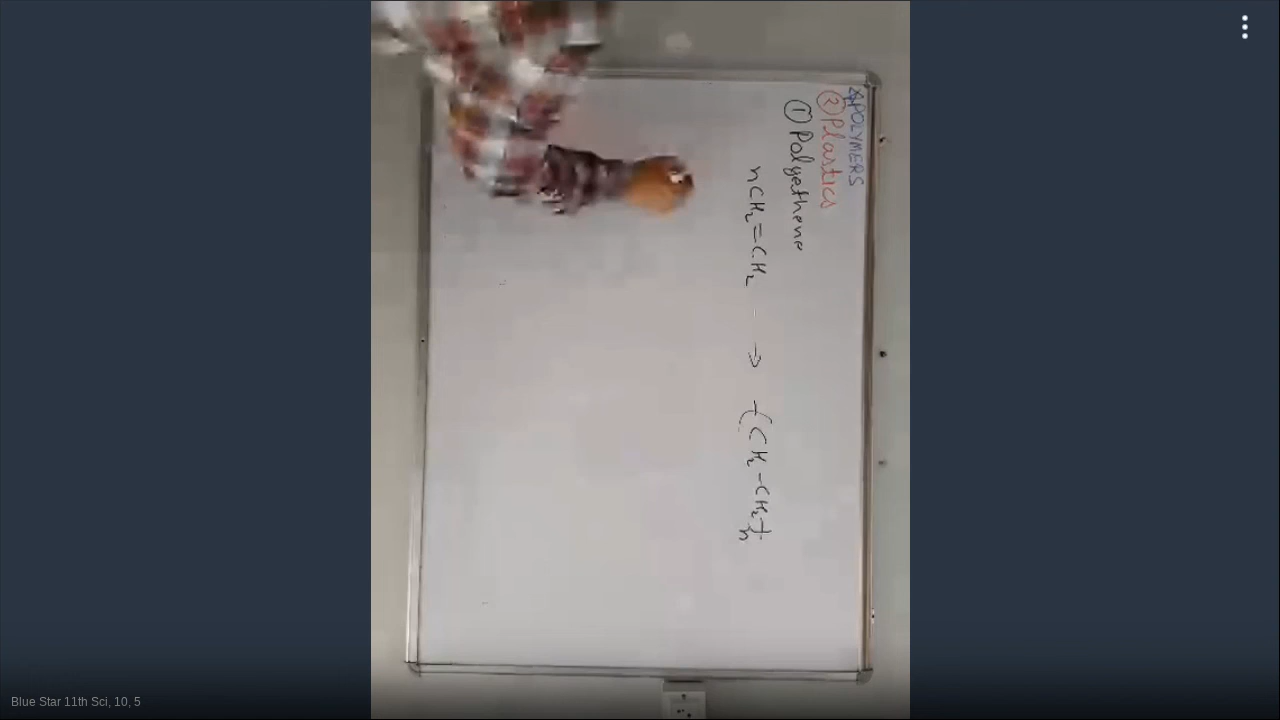 ☆POLYMERS
② Plastics
① Polyethene
nCH₂=CH₂ → -(CH₂-CH₂-)n
Blue Star 11th Sci, 10, 5